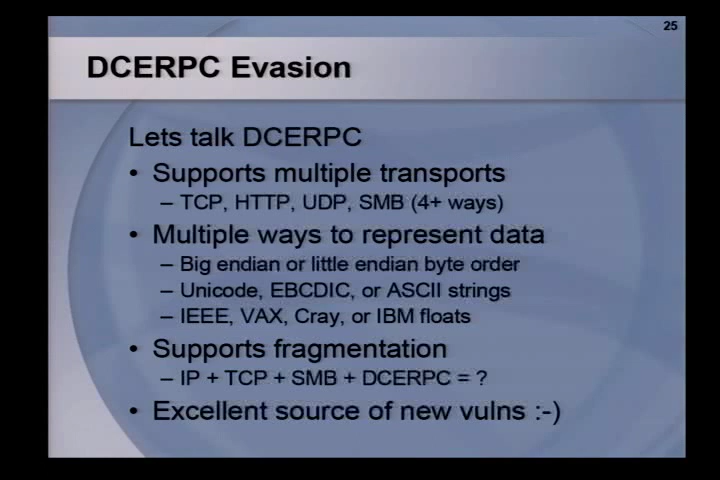 25
DCERPC Evasion
Lets talk DCERPC
• Supports multiple transports
– TCP, HTTP, UDP, SMB (4+ ways)
• Multiple ways to represent data
– Big endian or little endian byte order
– Unicode, EBCDIC, or ASCII strings
– IEEE, VAX, Cray, or IBM floats
• Supports fragmentation
– IP + TCP + SMB + DCERPC = ?
• Excellent source of new vulns :-)